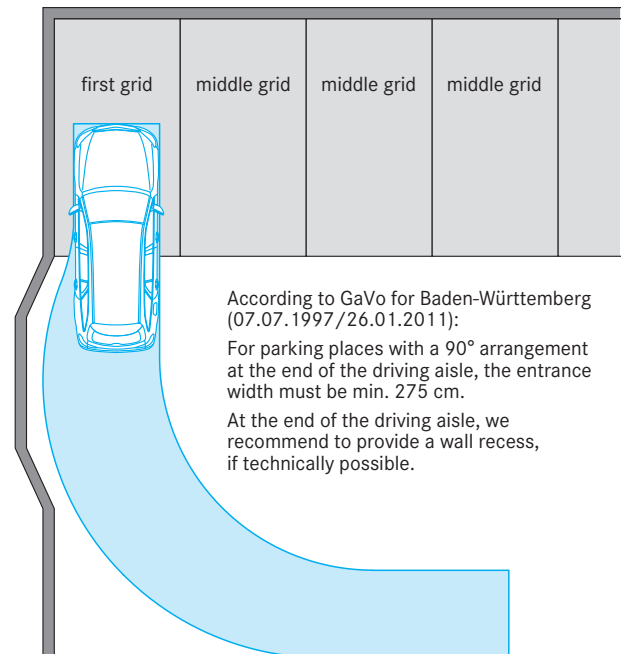 first grid
middle grid
middle grid
middle grid
According to GaVo for Baden-Württemberg
(07.07.1997/26.01.2011):
For parking places with a 90° arrangement
at the end of the driving aisle, the entrance
width must be min. 275 cm.
At the end of the driving aisle, we
recommend to provide a wall recess,
if technically possible.